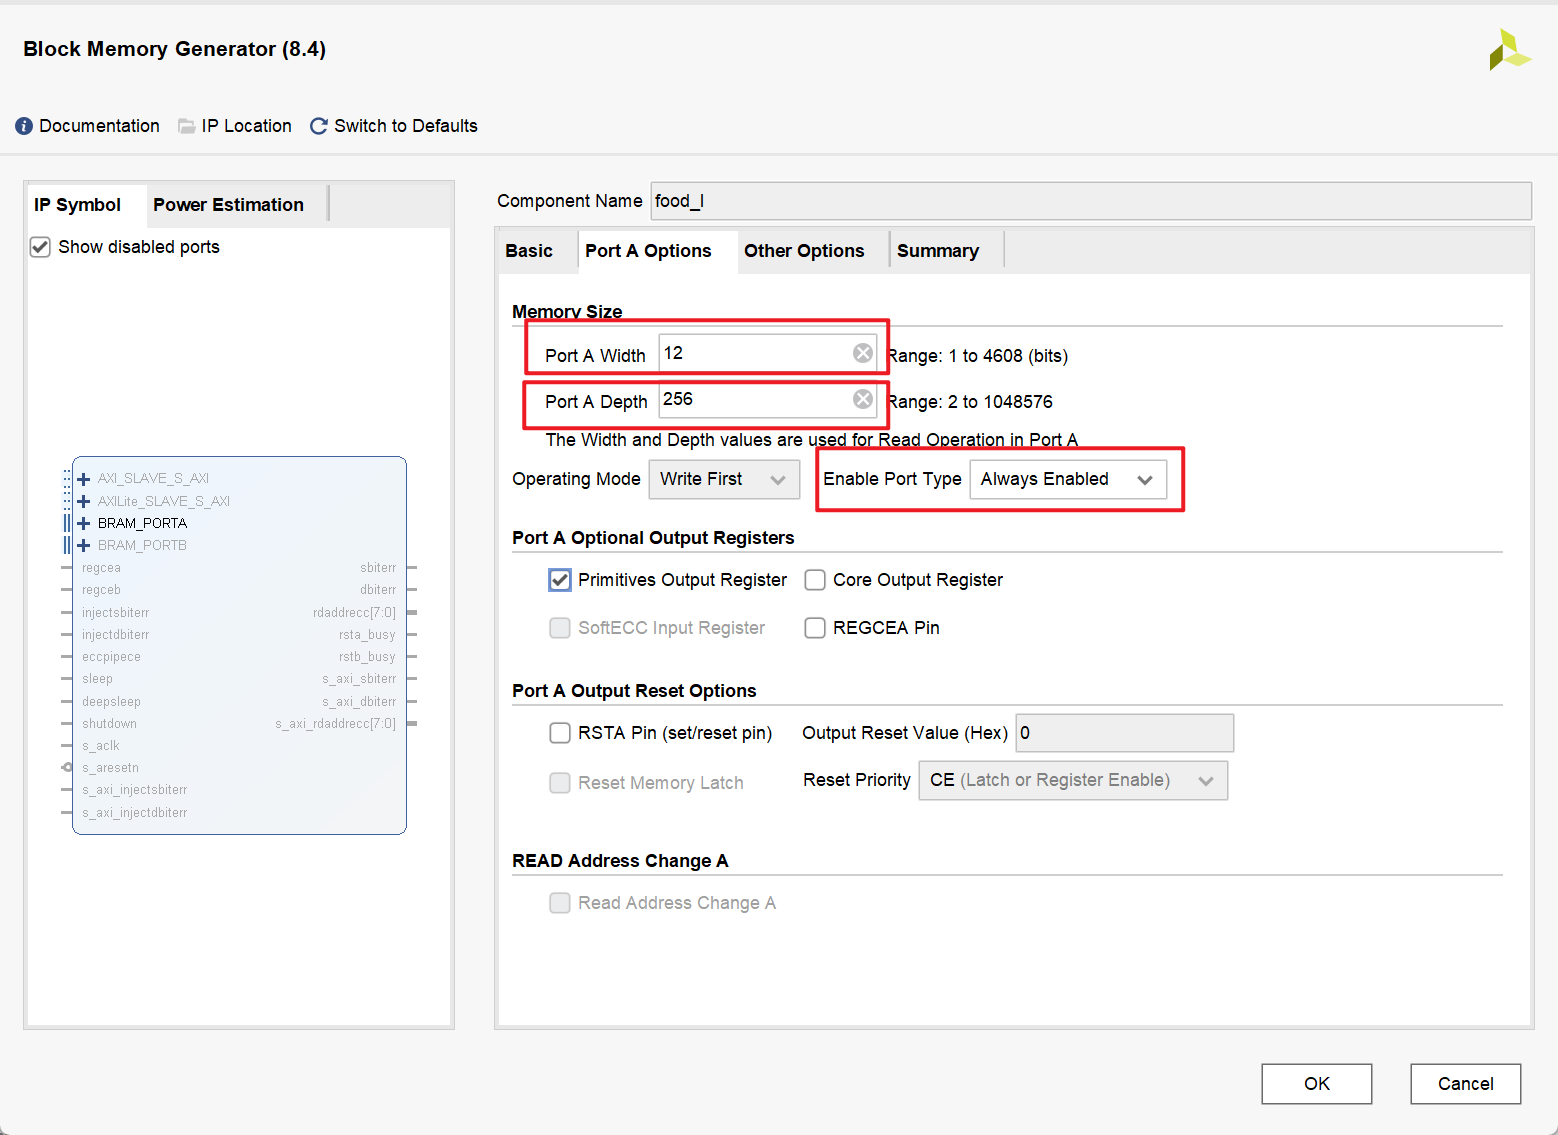 Block Memory Generator (8.4)
Documentation IP Location Switch to Defaults
IP Symbol Power Estimation
Show disabled ports
AXI_SLAVE_S_AXI
AXILite_SLAVE_S_AXI
BRAM_PORTA
BRAM_PORTB
regcea sbiterr
regceb dbiterr
injectsbiterr rdaddrecc[7:0]
injectdbiterr rsta_busy
eccpipece rstb_busy
sleep s_axi_sbiterr
deepsleep s_axi_dbiterr
shutdown s_axi_rdaddrecc[7:0]
s_aclk
s_aresetn
s_axi_injectsbiterr
s_axi_injectdbiterr
Component Name food_l
Basic Port A Options Other Options Summary
Memory Size
Port A Width 12 Range: 1 to 4608 (bits)
Port A Depth 256 Range: 2 to 1048576
The Width and Depth values are used for Read Operation in Port A
Operating Mode Write First Enable Port Type Always Enabled
Port A Optional Output Registers
Primitives Output Register Core Output Register
SoftECC Input Register REGCEA Pin
Port A Output Reset Options
RSTA Pin (set/reset pin) Output Reset Value (Hex) 0
Reset Memory Latch Reset Priority CE (Latch or Register Enable)
READ Address Change A
Read Address Change A
OK Cancel